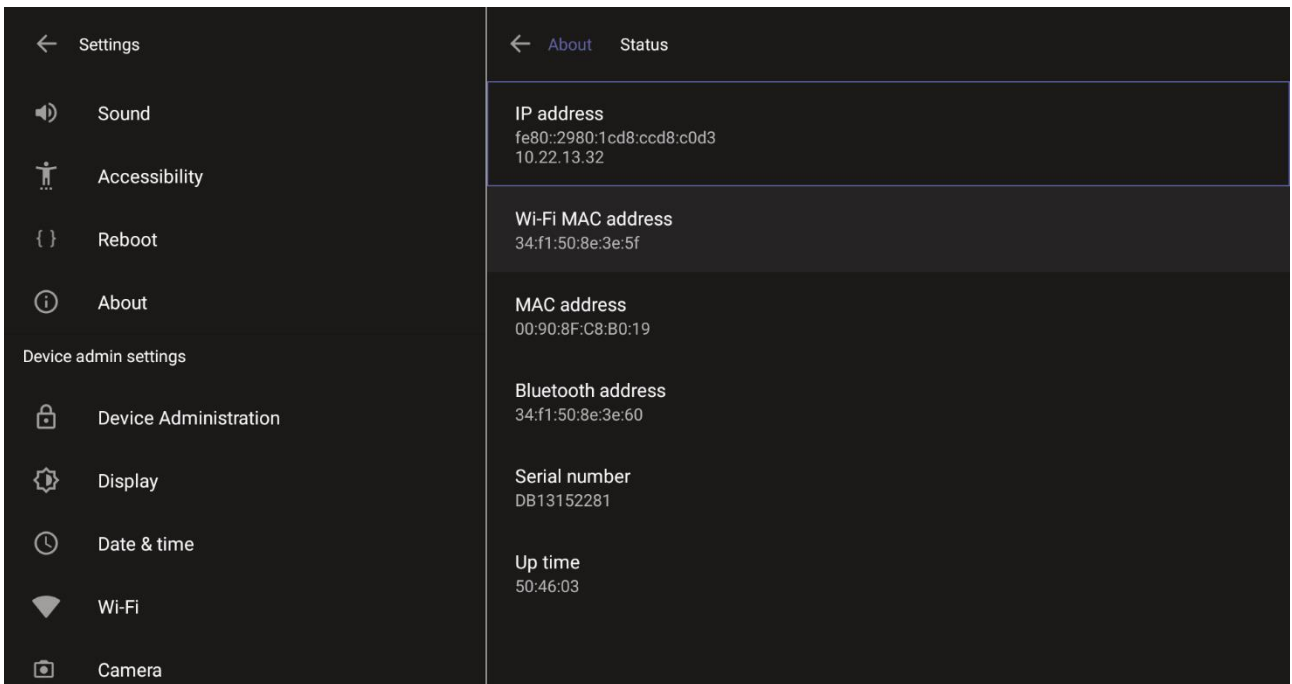 Settings
Sound
Accessibility
Reboot
About
Device admin settings
Device Administration
Display
Date & time
Wi-Fi
Camera
About Status
IP address
fe80::2980:1cd8:ccd8:c0d3
10.22.13.32
Wi-Fi MAC address
34:f1:50:8e:3e:5f
MAC address
00:90:8F:C8:B0:19
Bluetooth address
34:f1:50:8e:3e:60
Serial number
DB13152281
Up time
50:46:03